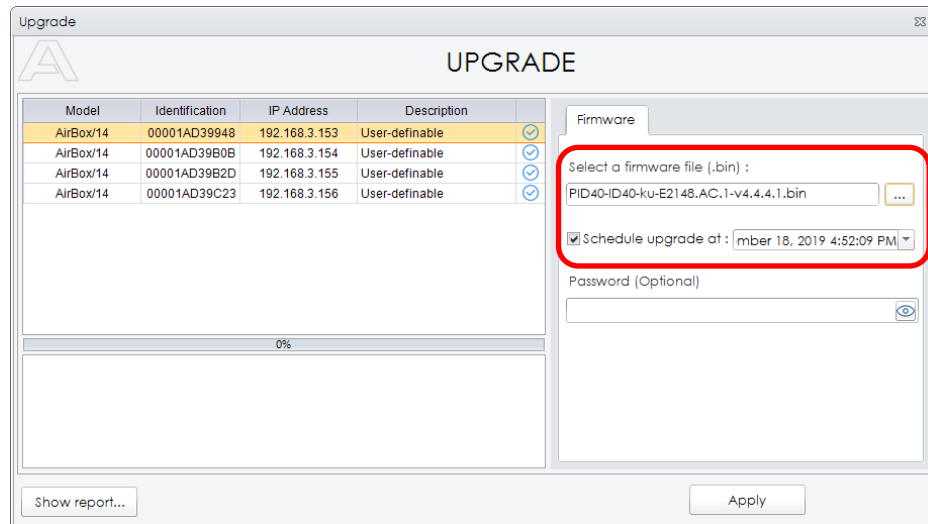 Upgrade
UPGRADE
Model Identification IP Address Description
AirBox/14 00001AD39948 192.168.3.153 User-definable
AirBox/14 00001AD39B0B 192.168.3.154 User-definable
AirBox/14 00001AD39B2D 192.168.3.155 User-definable
AirBox/14 00001AD39C23 192.168.3.156 User-definable
0%
Firmware
Select a firmware file (.bin) :
PID40-ID40-ku-E2148.AC.1-v4.4.4.1.bin ...
Schedule upgrade at : mber 18, 2019 4:52:09 PM
Password (Optional)
Show report... Apply